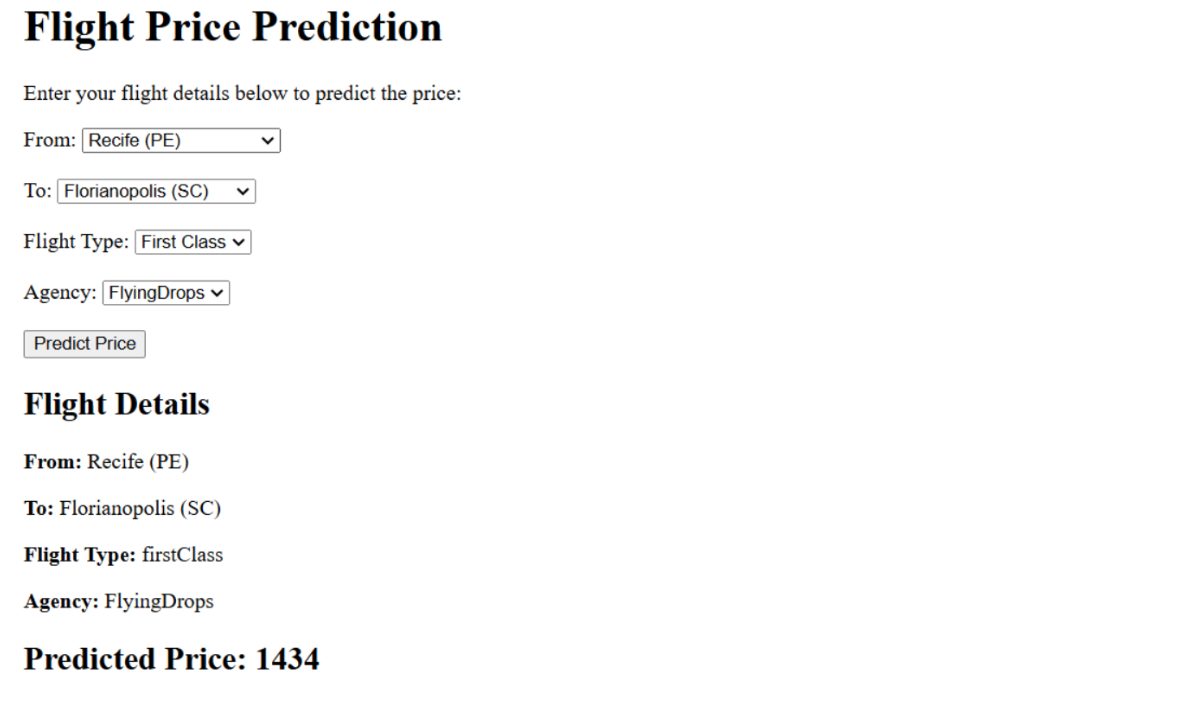 Flight Price Prediction
Enter your flight details below to predict the price:
From: Recife (PE)
To: Florianopolis (SC)
Flight Type: First Class
Agency: FlyingDrops
Predict Price
Flight Details
From: Recife (PE)
To: Florianopolis (SC)
Flight Type: firstClass
Agency: FlyingDrops
Predicted Price: 1434